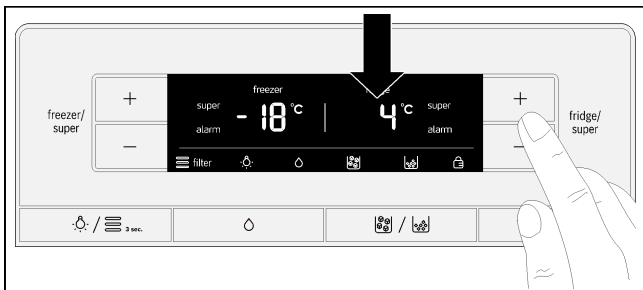 freezer
super
-18 °C
alarm
4 °C
super
alarm
filter
freezer/
super
+
−
+
−
fridge/
super
/ 3 sec.
/